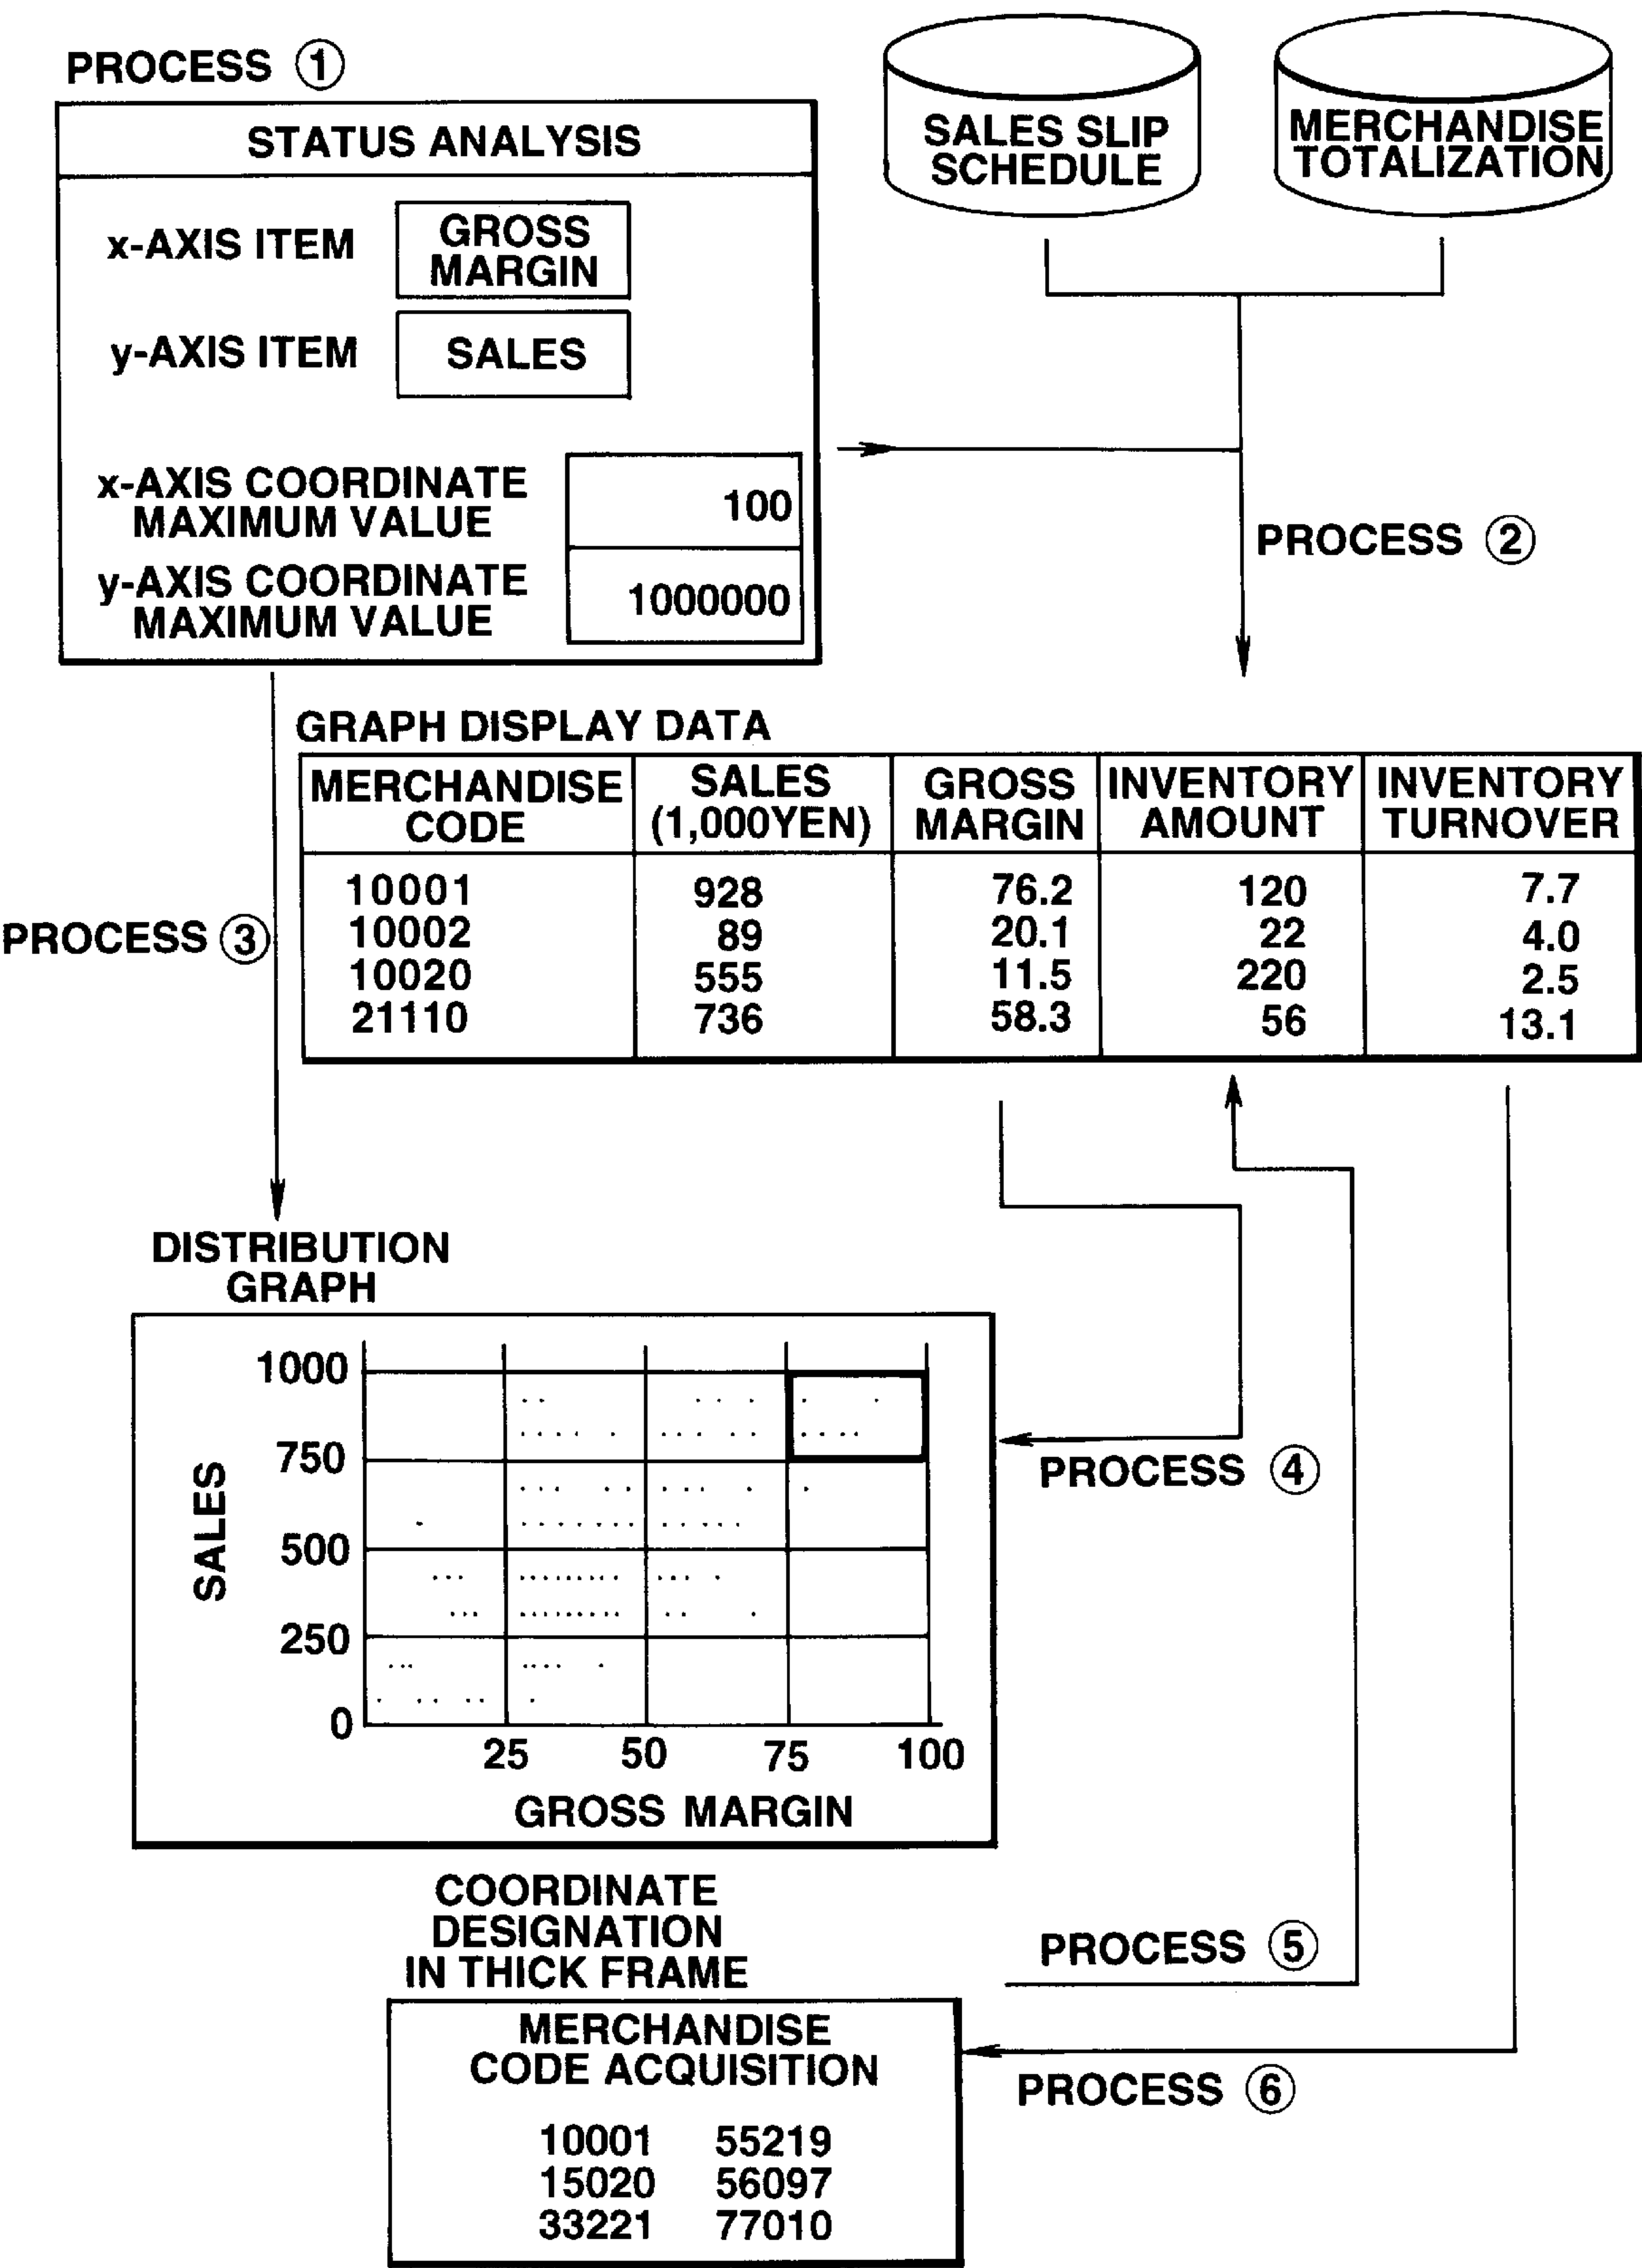 PROCESS ①
STATUS ANALYSIS
x-AXIS ITEM
GROSS
MARGIN
y-AXIS ITEM
SALES
x-AXIS COORDINATE
MAXIMUM VALUE
100
y-AXIS COORDINATE
MAXIMUM VALUE
1000000
SALES SLIP
SCHEDULE
MERCHANDISE
TOTALIZATION
PROCESS ②
GRAPH DISPLAY DATA
MERCHANDISE
CODE
SALES
(1,000YEN)
GROSS
MARGIN
INVENTORY
AMOUNT
INVENTORY
TURNOVER
10001 928 76.2 120 7.7
10002 89 20.1 22 4.0
10020 555 11.5 220 2.5
21110 736 58.3 56 13.1
PROCESS ③
DISTRIBUTION
GRAPH
1000
750
500
250
0
SALES
25 50 75 100
GROSS MARGIN
PROCESS ④
COORDINATE
DESIGNATION
IN THICK FRAME
PROCESS ⑤
MERCHANDISE
CODE ACQUISITION
10001 55219
15020 56097
33221 77010
PROCESS ⑥